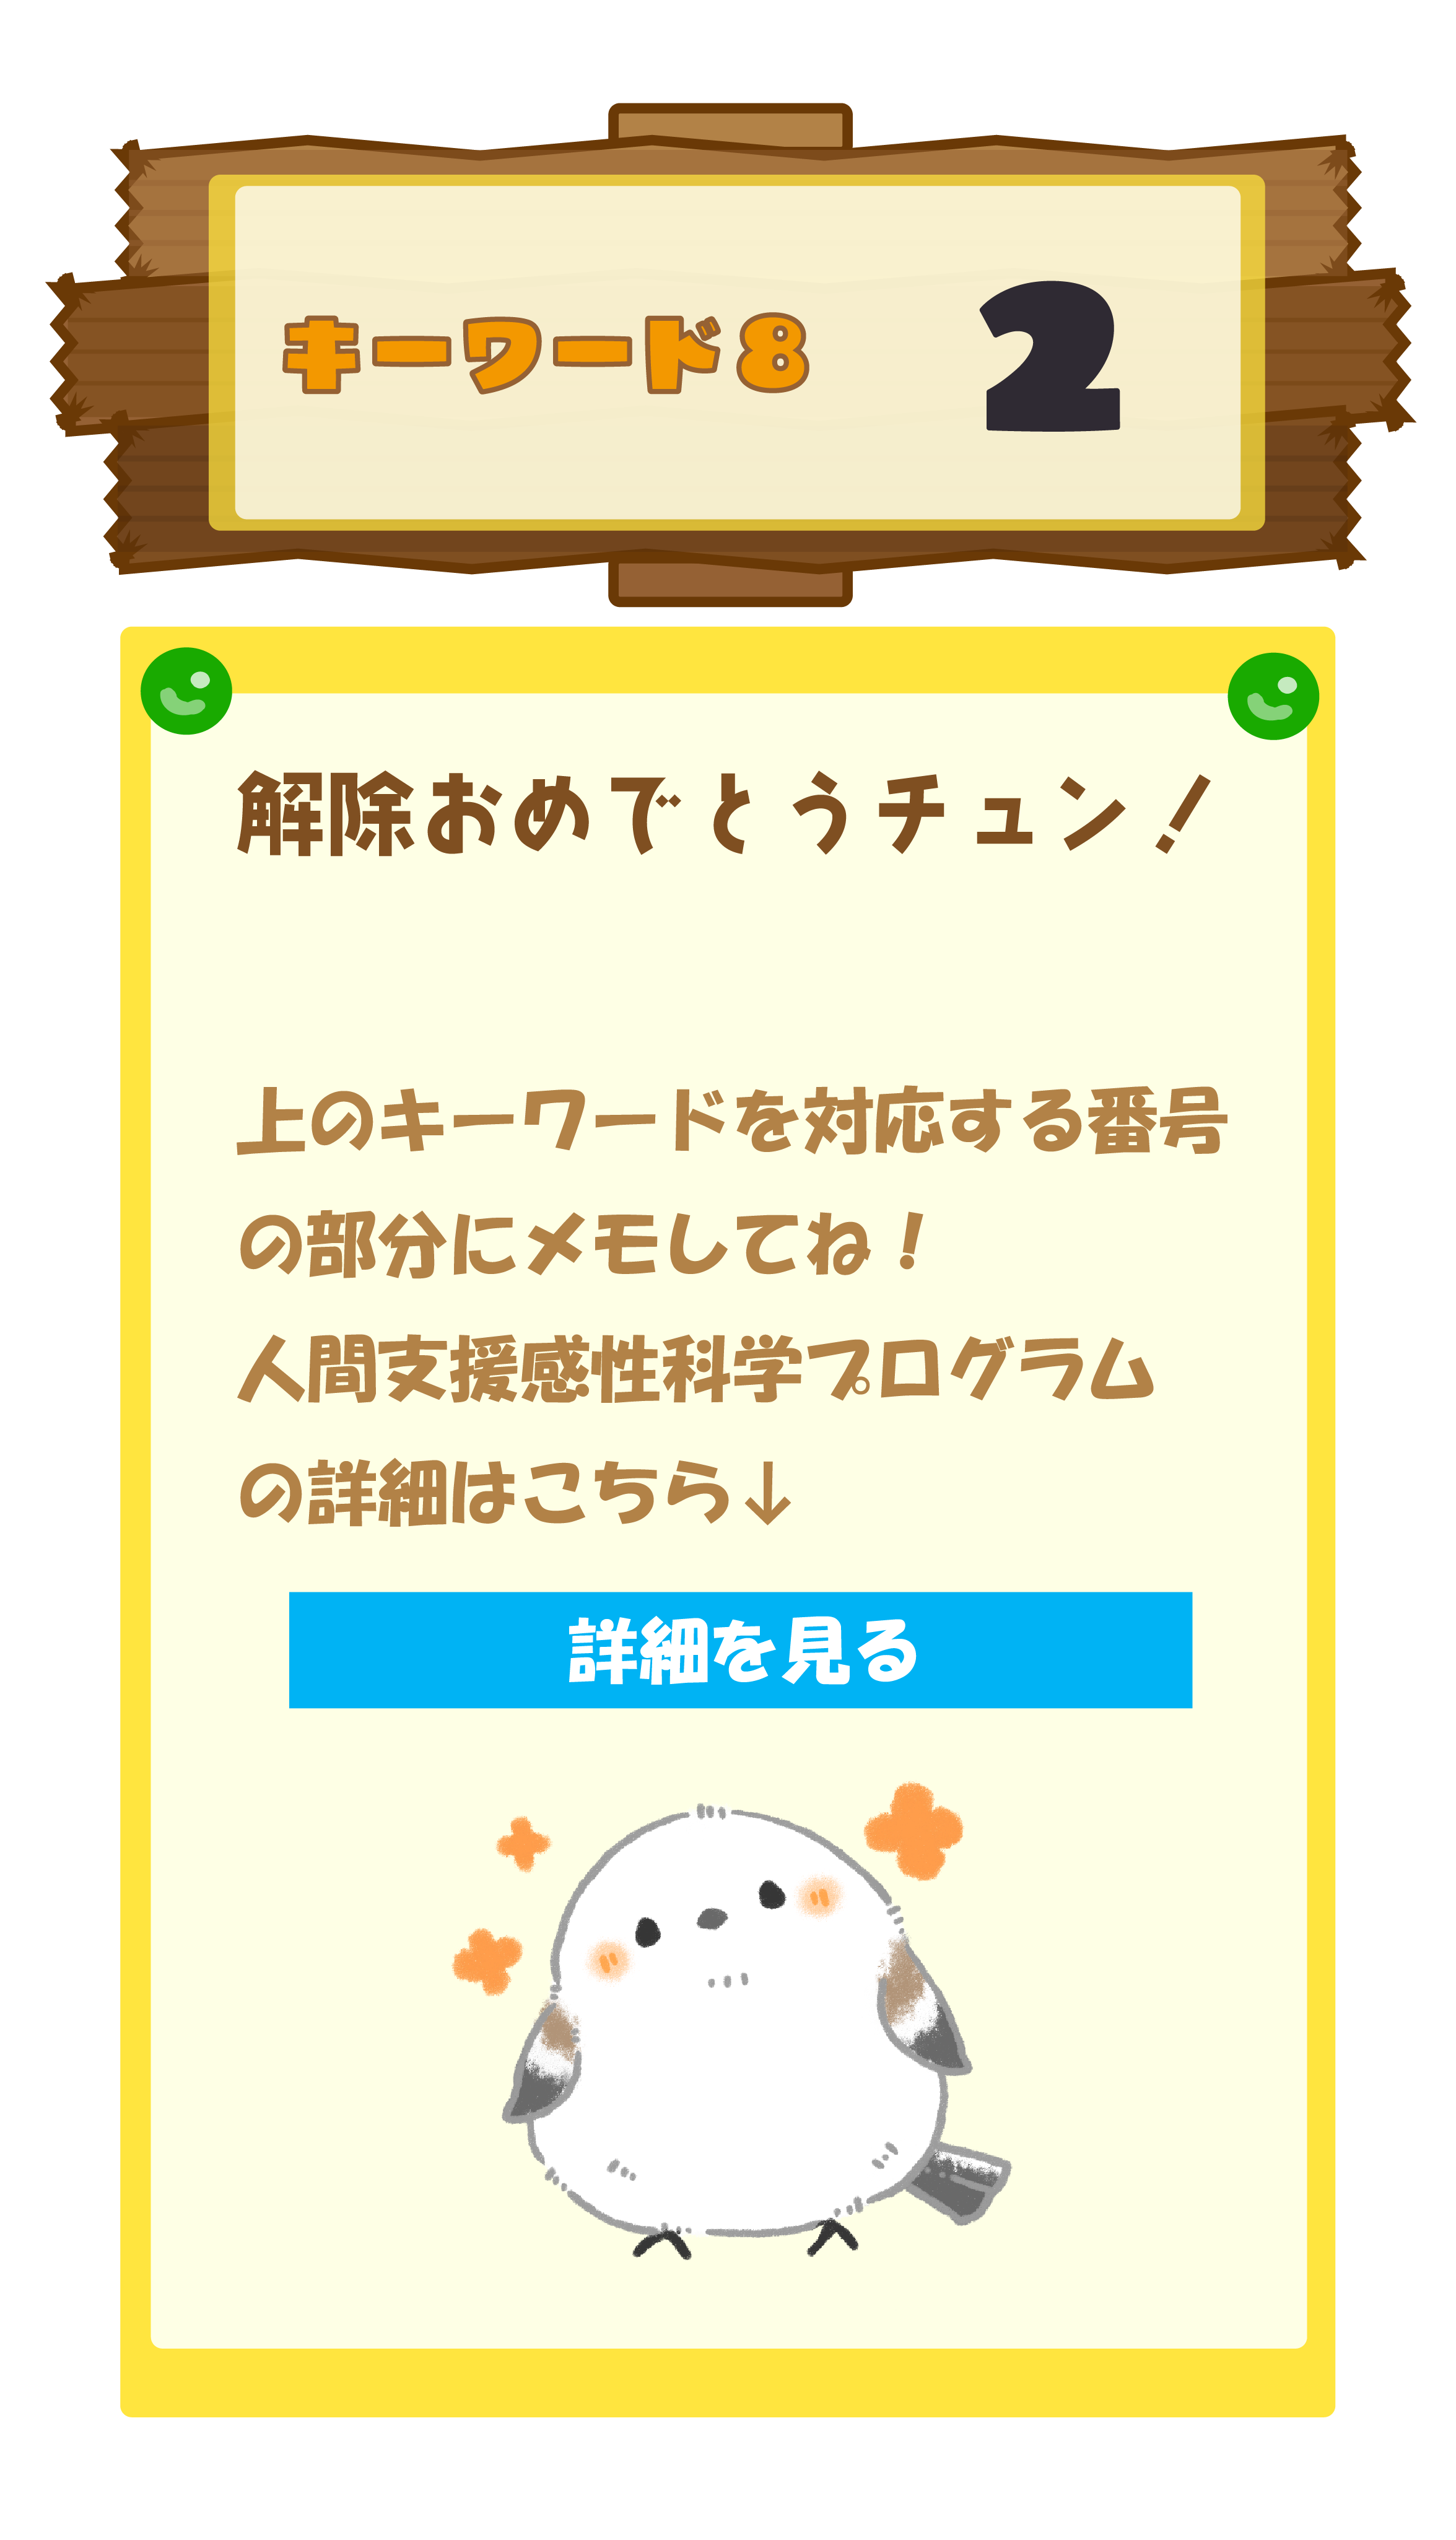 キーワード8 2
解除おめでとうチュン！
上のキーワードを対応する番号
の部分にメモしてね！
人間支援感性科学プログラム
の詳細はこちら↓
詳細を見る